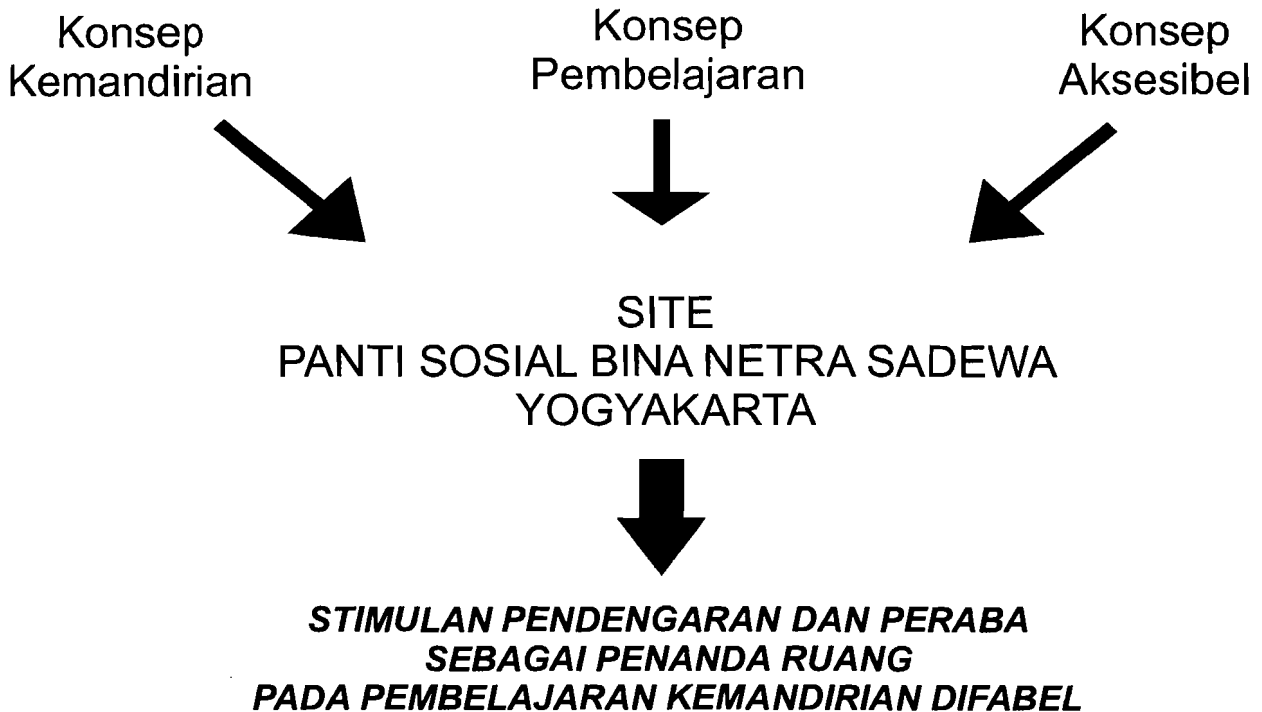 Konsep
Kemandirian
Konsep
Pembelajaran
Konsep
Aksesibel
SITE
PANTI SOSIAL BINA NETRA SADEWA
YOGYAKARTA
STIMULAN PENDENGARAN DAN PERABA
SEBAGAI PENANDA RUANG
PADA PEMBELAJARAN KEMANDIRIAN DIFABEL